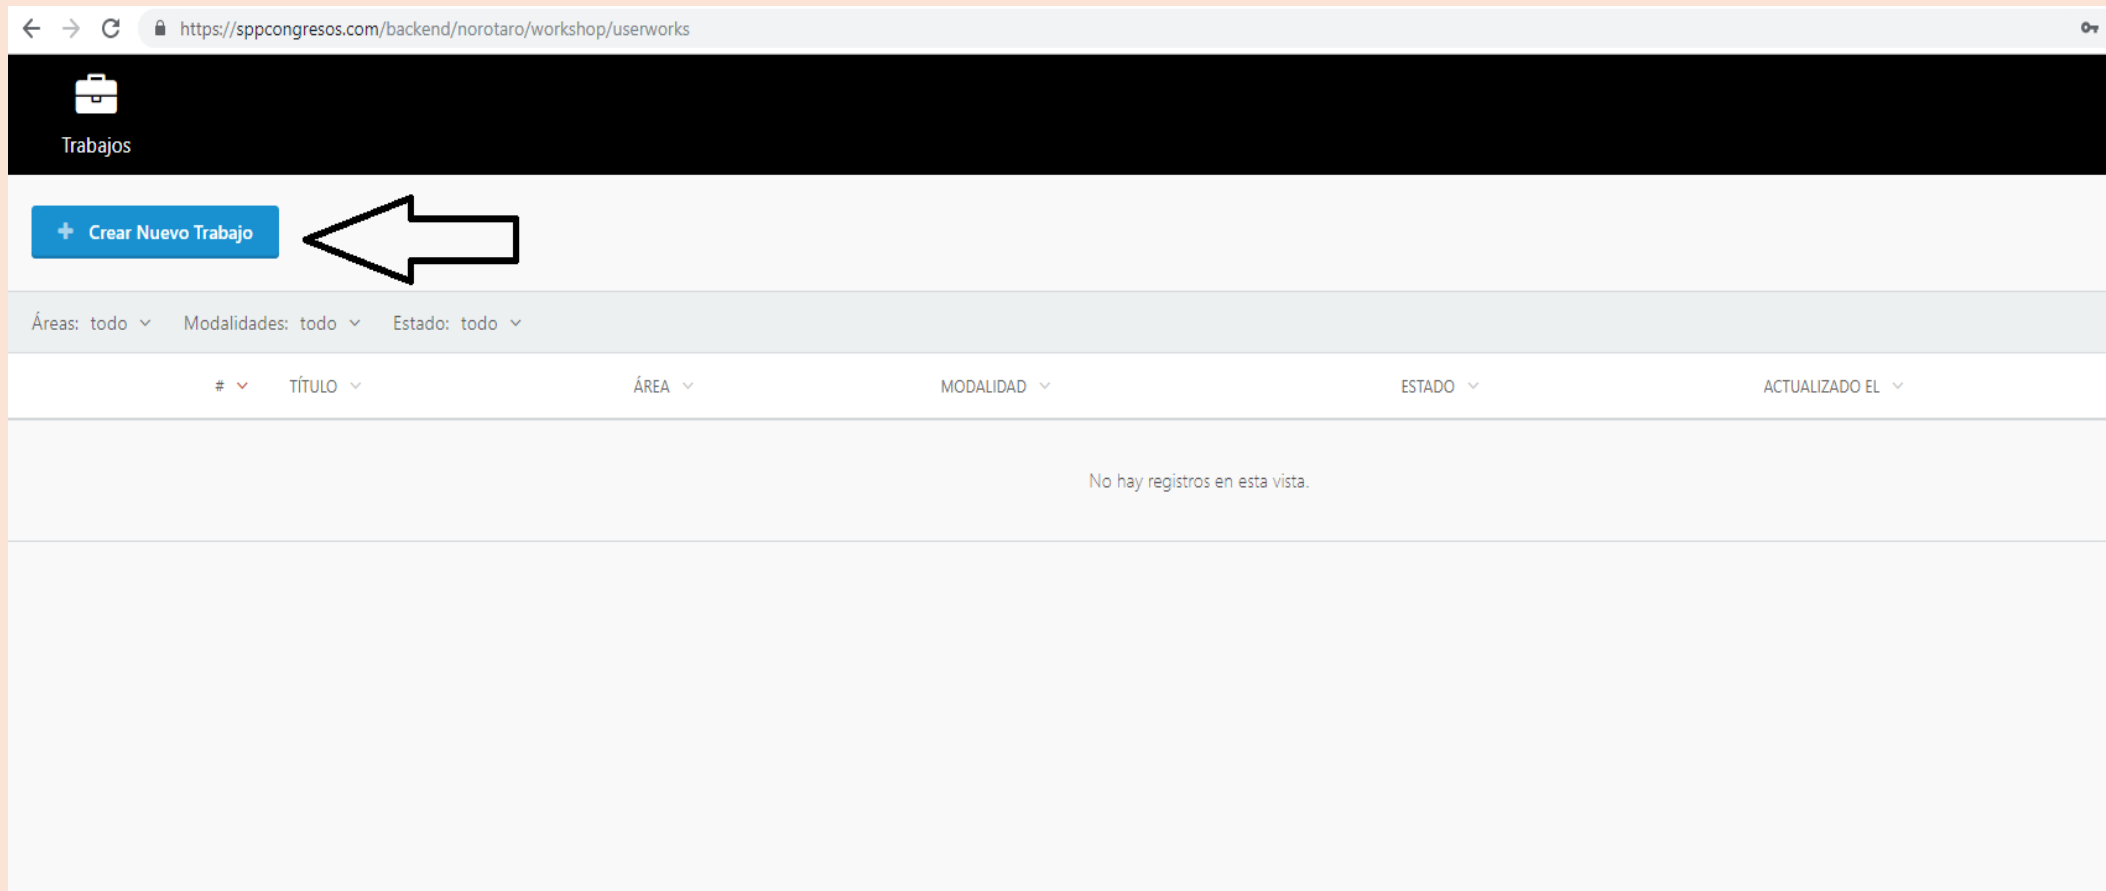 https://sppcongresos.com/backend/norotaro/workshop/userworks
Trabajos
+ Crear Nuevo Trabajo
Áreas: todo Modalidades: todo Estado: todo
# TÍTULO ÁREA MODALIDAD ESTADO ACTUALIZADO EL
No hay registros en esta vista.